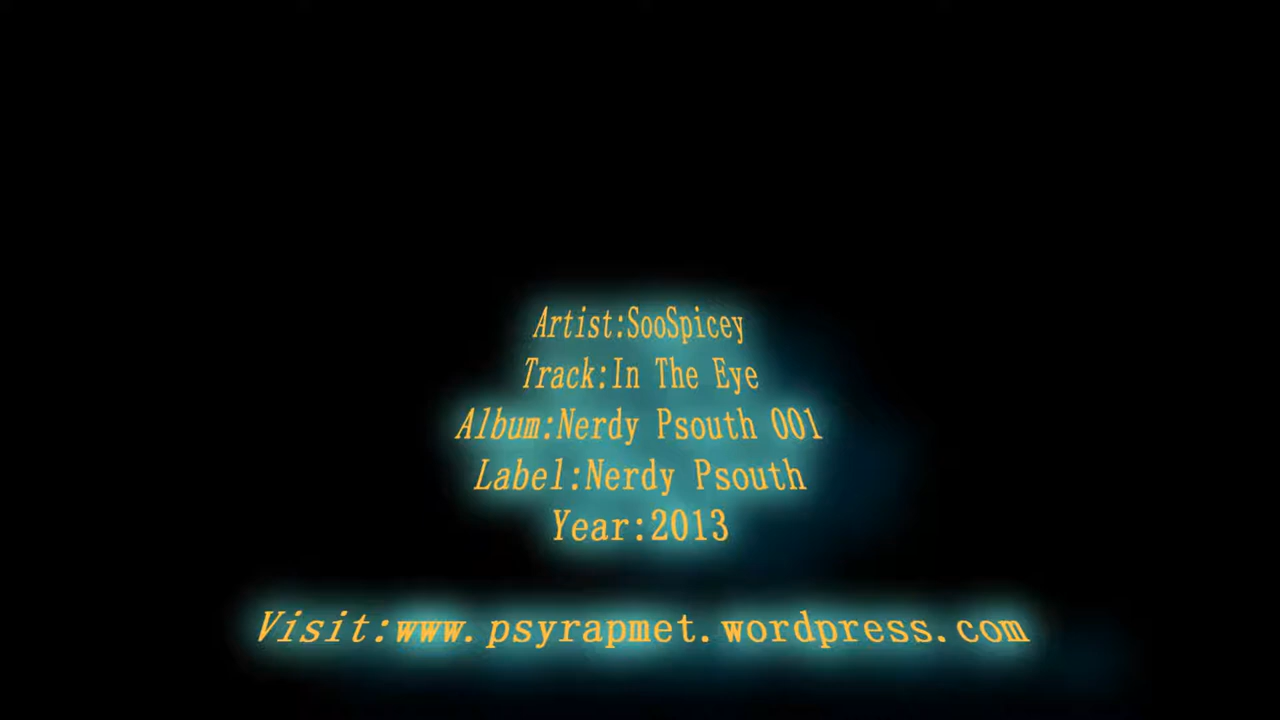 Artist:SooSpicey
Track:In The Eye
Album:Nerdy Psouth 001
Label:Nerdy Psouth
Year:2013
Visit:www.psyrapmet.wordpress.com